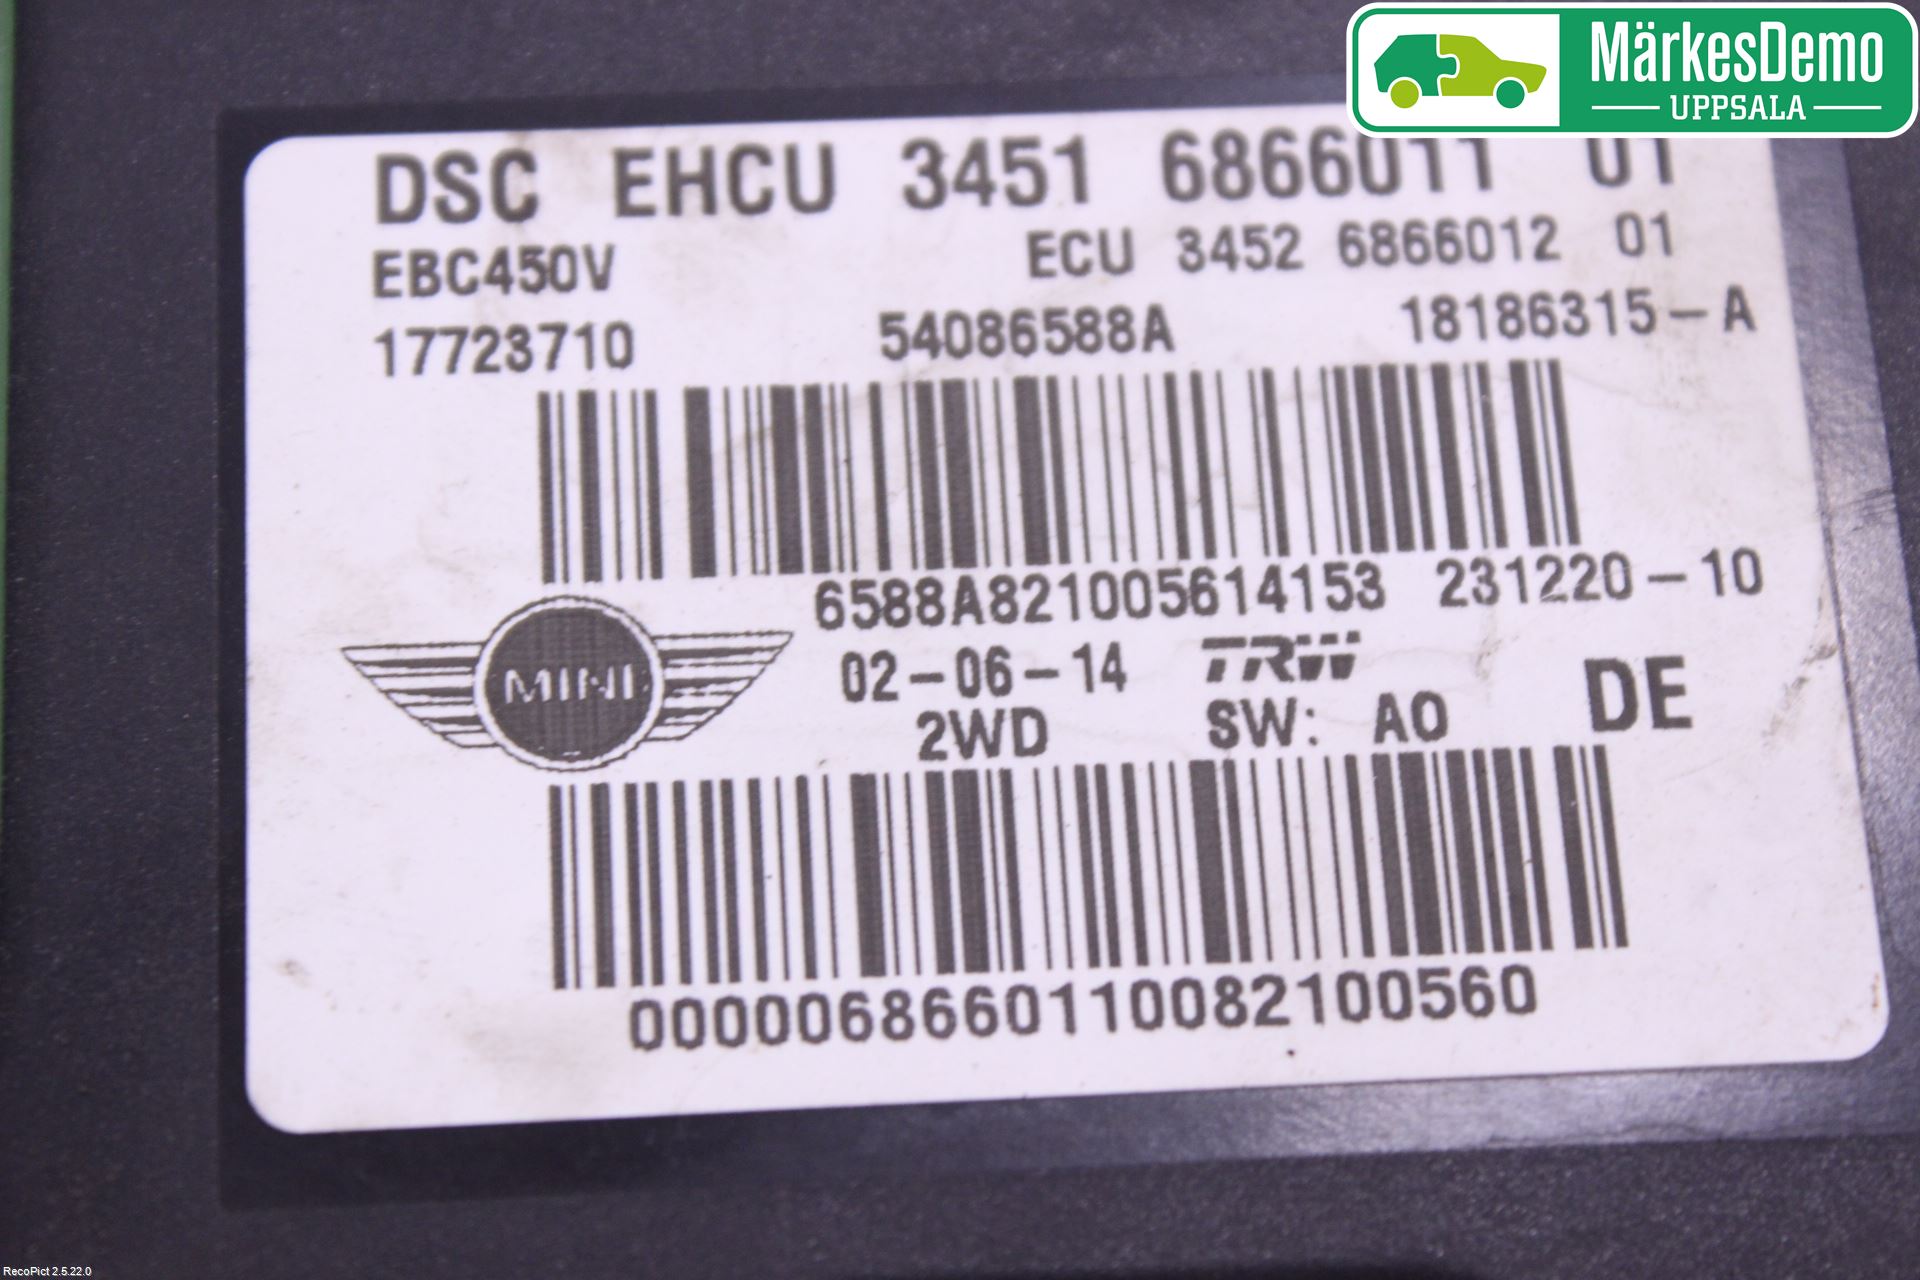 MärkesDemo
UPPSALA
DSC EHCU 3451 6866011 01
EBC450V ECU 3452 6866012 01
17723710 54086588A 18186315-A
6588A821005614153 231220-10
MINI 02-06-14 TRW
2WD SW: A0 DE
0000068660110082100560
RecoPict 2.5.22.0